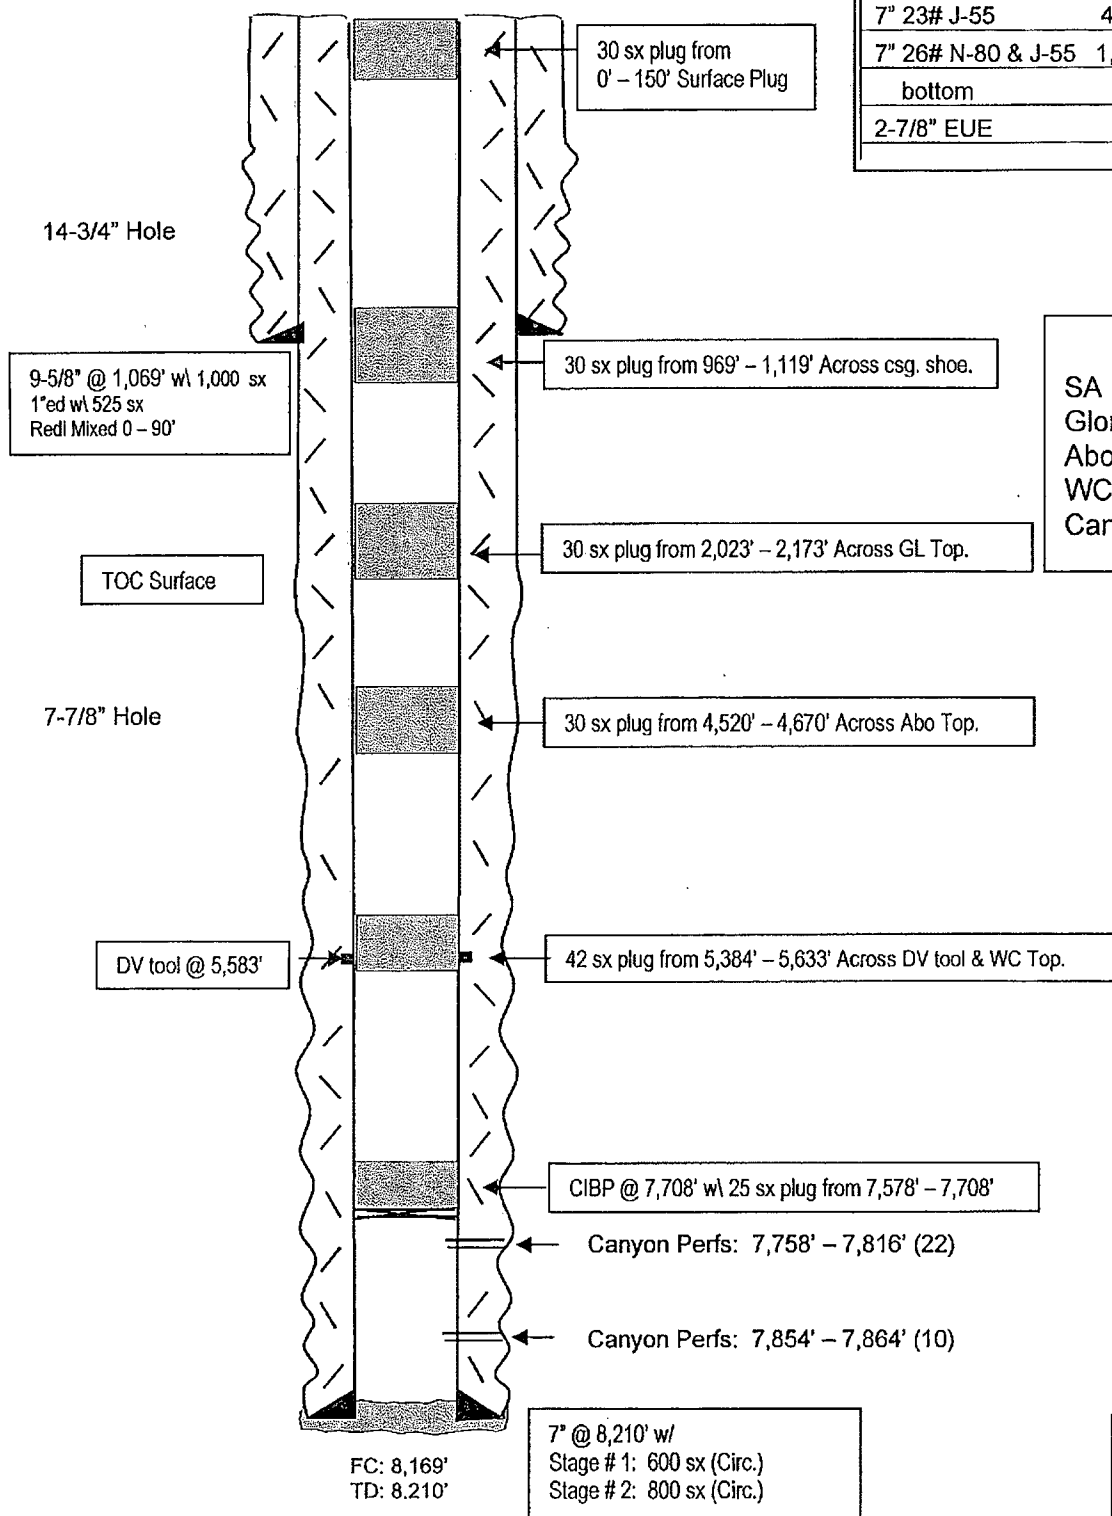 7" 23# J-55 4
7" 26# N-80 & J-55 1,
bottom
2-7/8" EUE
30 sx plug from
0' – 150' Surface Plug
14-3/4" Hole
9-5/8" @ 1,069' w\ 1,000 sx
1"ed w\ 525 sx
Redi Mixed 0 – 90'
30 sx plug from 969' – 1,119' Across csg. shoe.
SA
Glor
Abo
WC
Can
30 sx plug from 2,023' – 2,173' Across GL Top.
TOC Surface
7-7/8" Hole
30 sx plug from 4,520' – 4,670' Across Abo Top.
DV tool @ 5,583'
42 sx plug from 5,384' – 5,633' Across DV tool & WC Top.
CIBP @ 7,708' w\ 25 sx plug from 7,578' – 7,708'
Canyon Perfs: 7,758' – 7,816' (22)
Canyon Perfs: 7,854' – 7,864' (10)
7" @ 8,210' w/
Stage # 1: 600 sx (Circ.)
Stage # 2: 800 sx (Circ.)
FC: 8,169'
TD: 8.210'